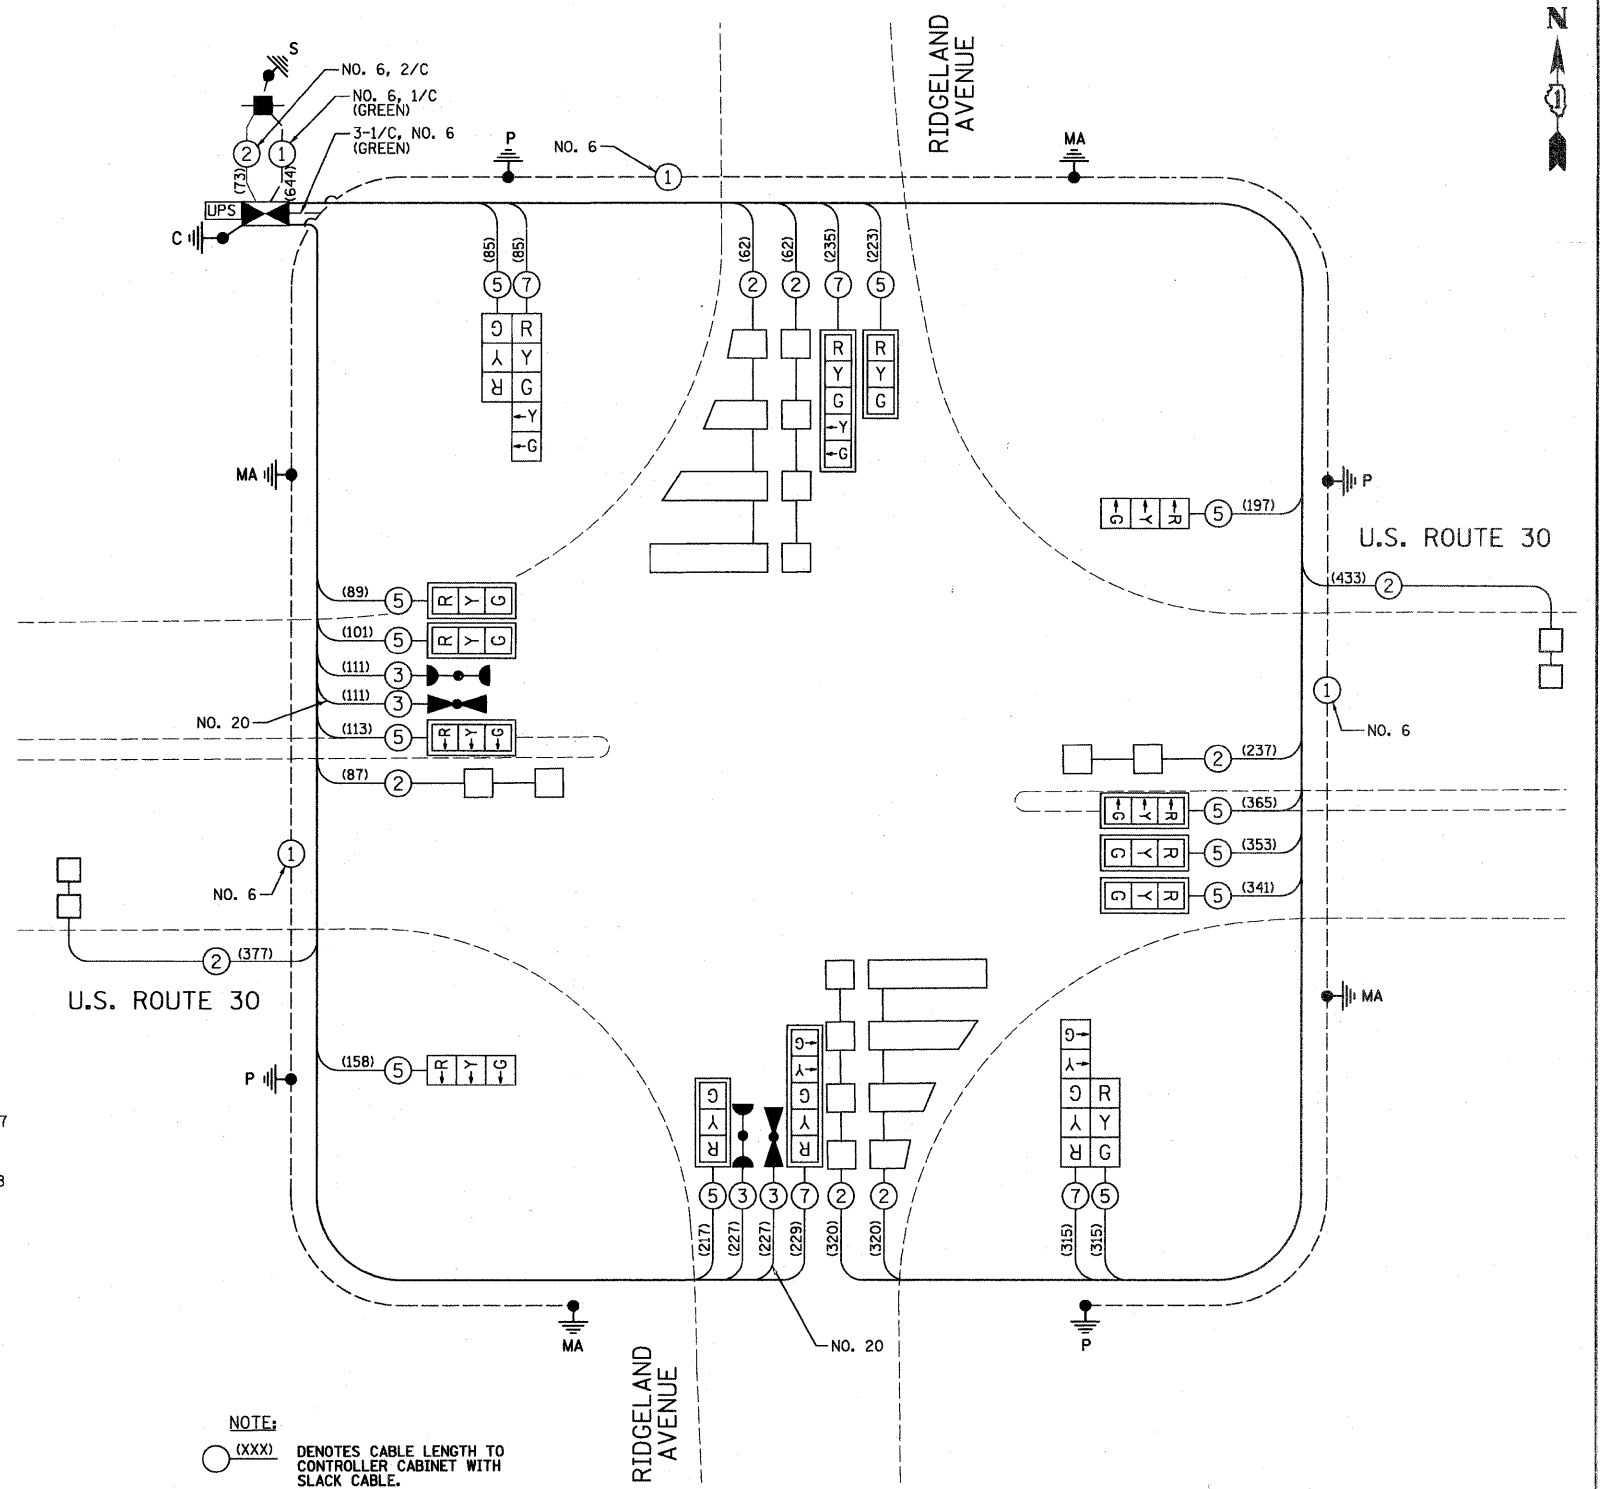 N
1
RIDGELAND
AVENUE
S
NO. 6, 2/C
NO. 6, 1/C
(GREEN)
3-1/C, NO. 6
(GREEN)
2
1
(73)
(644)
UPS
C
P
NO. 6
1
MA
(85)
(85)
5
7
G
Y
R
R
Y
G
←Y
←G
(62)
(62)
(235)
(223)
2
2
7
5
R
Y
G
←Y
←G
R
Y
G
MA
P
G Y R
5
(197)
U.S. ROUTE 30
(433)
2
(89)
5
R Y G
(101)
5
R Y G
(111)
3
(111)
3
NO. 20
(113)
5
R Y G
(87)
2
1
NO. 6
2
(237)
G Y R
5
(365)
G Y R
5
(353)
G Y R
5
(341)
1
NO. 6
2
(377)
U.S. ROUTE 30
MA
P
(158)
5
R Y G
7
8
G
Y
R
G←
Y←
G
Y
R
G←
Y←
G
Y
R
R
Y
G
5
3
3
7
2
2
7
5
(217)
(227)
(227)
(229)
(320)
(320)
(315)
(315)
MA
NO. 20
P
RIDGELAND
AVENUE
NOTE:
(XXX)
DENOTES CABLE LENGTH TO
CONTROLLER CABINET WITH
SLACK CABLE.